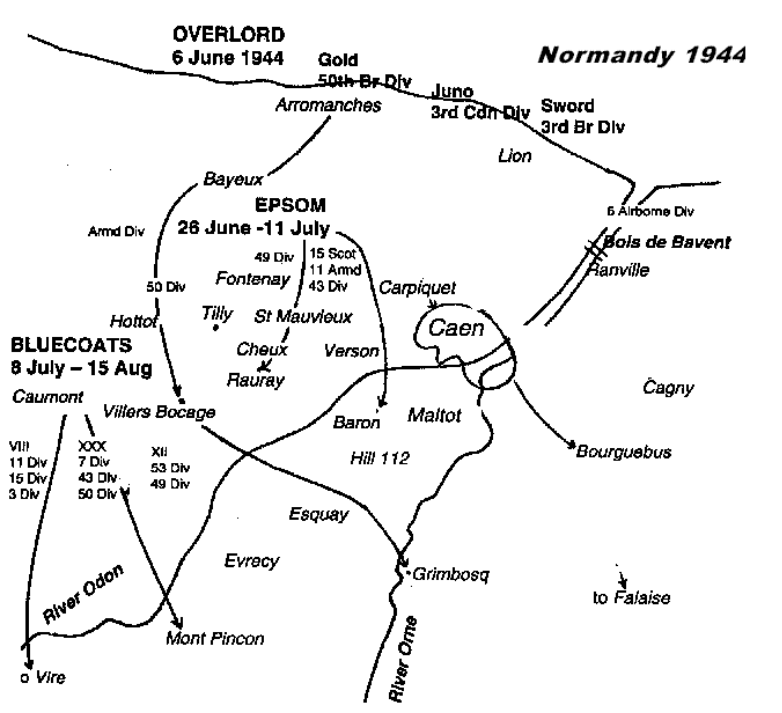 OVERLORD
6 June 1944
Normandy 1944
Gold
50th Br Div
Juno
3rd Cdn Div
Sword
3rd Br Div
Arromanches
Lion
Bayeux
6 Airborne Div
EPSOM
26 June -11 July
Armd Div
Bois de Bavent
Ranville
49 Div
15 Scot
11 Armd
43 Div
Fontenay
50 Div
Carpiquet
Hottot
Tilly
St Mauvieux
Caen
BLUECOATS
8 July – 15 Aug
Cheux
Verson
Rauray
Cagny
Caumont
Villers Bocage
Baron
Maltot
VIII
11 Div
15 Div
3 Div
XXX
7 Div
43 Div
50 Div
XII
53 Div
49 Div
Hill 112
Bourguebus
Esquay
Evrecy
Grimbosq
River Odon
to Falaise
Mont Pincon
River Orne
o Vire